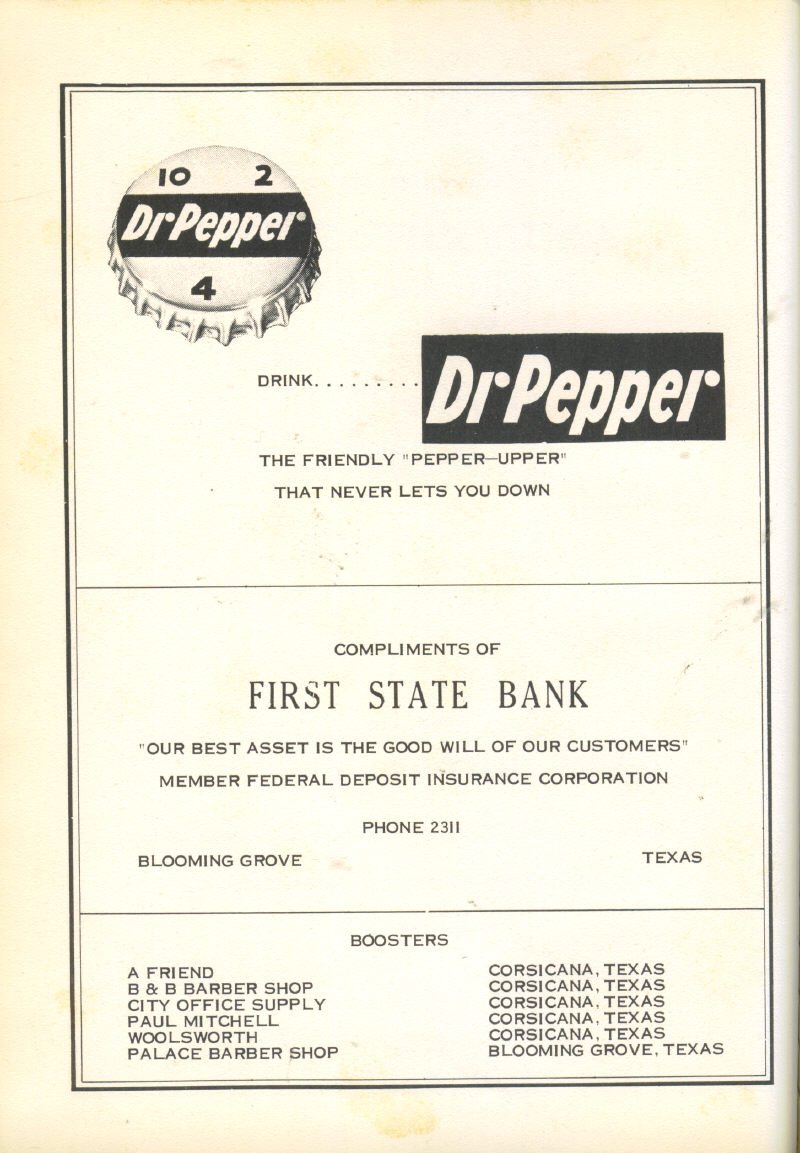 10 2
Dr Pepper
4
DRINK......... Dr Pepper
THE FRIENDLY "PEPPER-UPPER"
THAT NEVER LETS YOU DOWN
COMPLIMENTS OF
FIRST STATE BANK
"OUR BEST ASSET IS THE GOOD WILL OF OUR CUSTOMERS"
MEMBER FEDERAL DEPOSIT INSURANCE CORPORATION
PHONE 2311
BLOOMING GROVE TEXAS
BOOSTERS
A FRIEND CORSICANA, TEXAS
B & B BARBER SHOP CORSICANA, TEXAS
CITY OFFICE SUPPLY CORSICANA, TEXAS
PAUL MITCHELL CORSICANA, TEXAS
WOOLSWORTH CORSICANA, TEXAS
PALACE BARBER SHOP BLOOMING GROVE, TEXAS